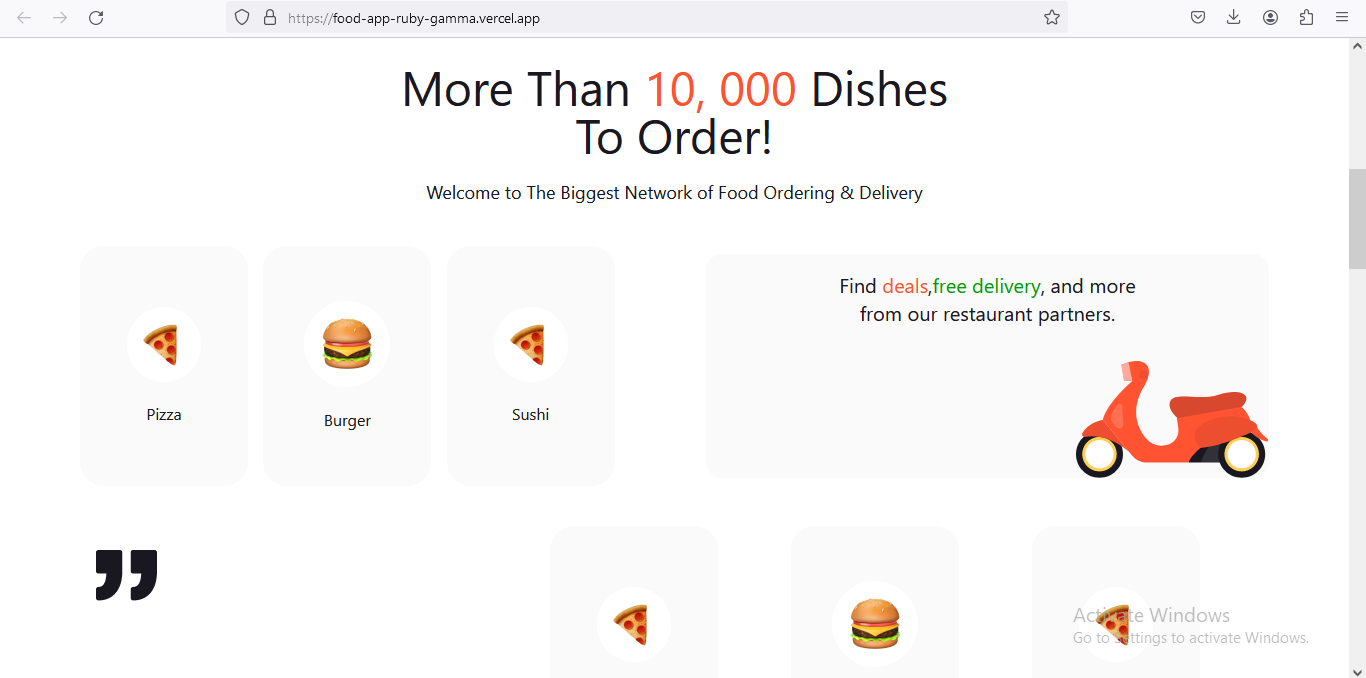 https://food-app-ruby-gamma.vercel.app
More Than 10, 000 Dishes
To Order!
Welcome to The Biggest Network of Food Ordering & Delivery
Pizza
Burger
Sushi
Find deals,free delivery, and more
from our restaurant partners.
”
Activate Windows
Go to Settings to activate Windows.